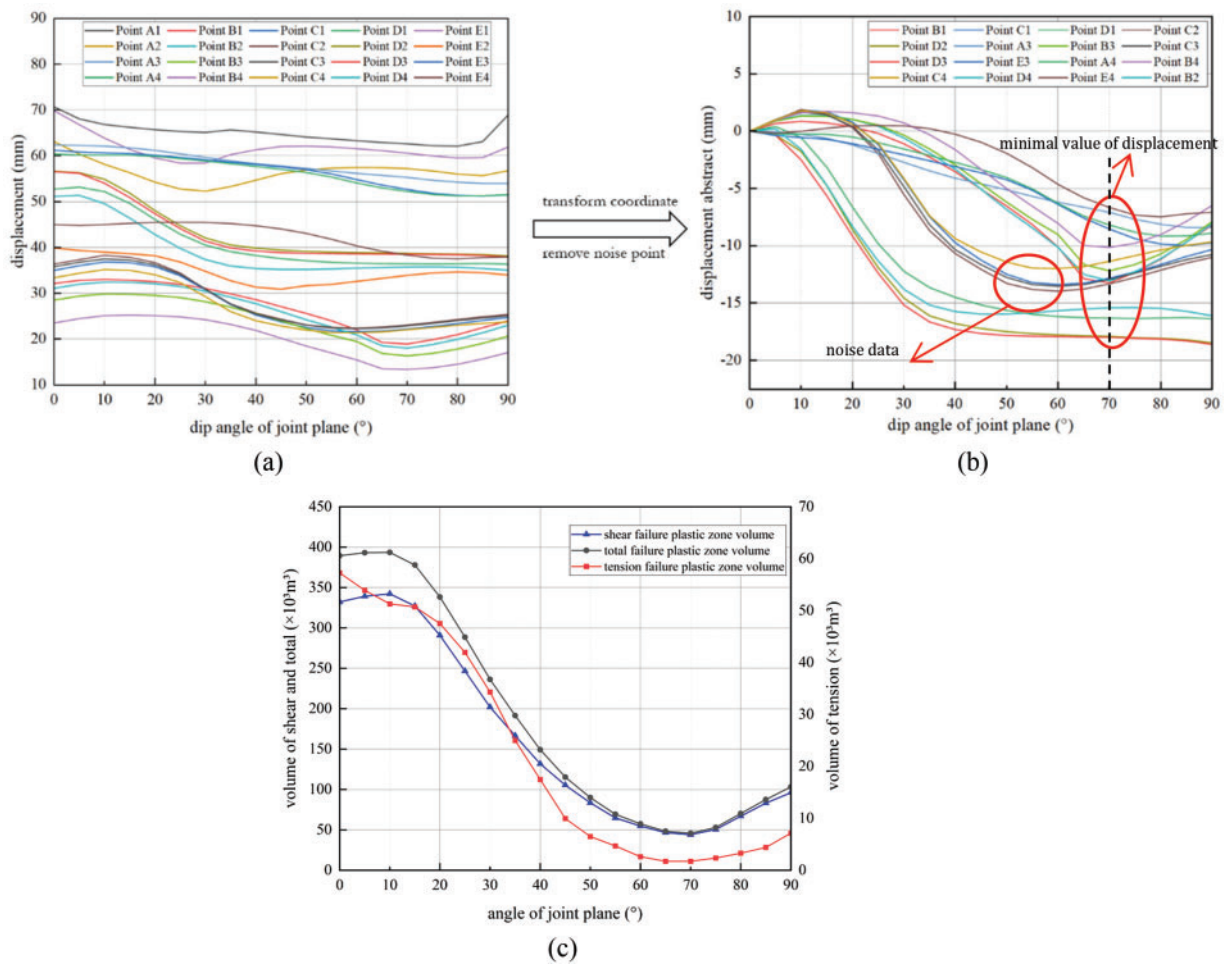 90
80
70
60
50
40
30
20
10
displacement (mm)
Point A1 Point B1 Point C1 Point D1 Point E1
Point A2 Point B2 Point C2 Point D2 Point E2
Point A3 Point B3 Point C3 Point D3 Point E3
Point A4 Point B4 Point C4 Point D4 Point E4
0 10 20 30 40 50 60 70 80 90
dip angle of joint plane (°)
(a)
transform coordinate
remove noise point
10
5
0
-5
-10
-15
-20
displacement abstract (mm)
Point B1 Point C1 Point D1 Point C2
Point D2 Point A3 Point B3 Point C3
Point D3 Point E3 Point A4 Point B4
Point C4 Point D4 Point E4 Point B2
minimal value of displacement
noise data
0 10 20 30 40 50 60 70 80 90
dip angle of joint plane (°)
(b)
450
400
350
300
250
200
150
100
50
0
volume of shear and total (×10³m³)
shear failure plastic zone volume
total failure plastic zone volume
tension failure plastic zone volume
70
60
50
40
30
20
10
0
volume of tension (×10³m³)
0 10 20 30 40 50 60 70 80 90
angle of joint plane (°)
(c)